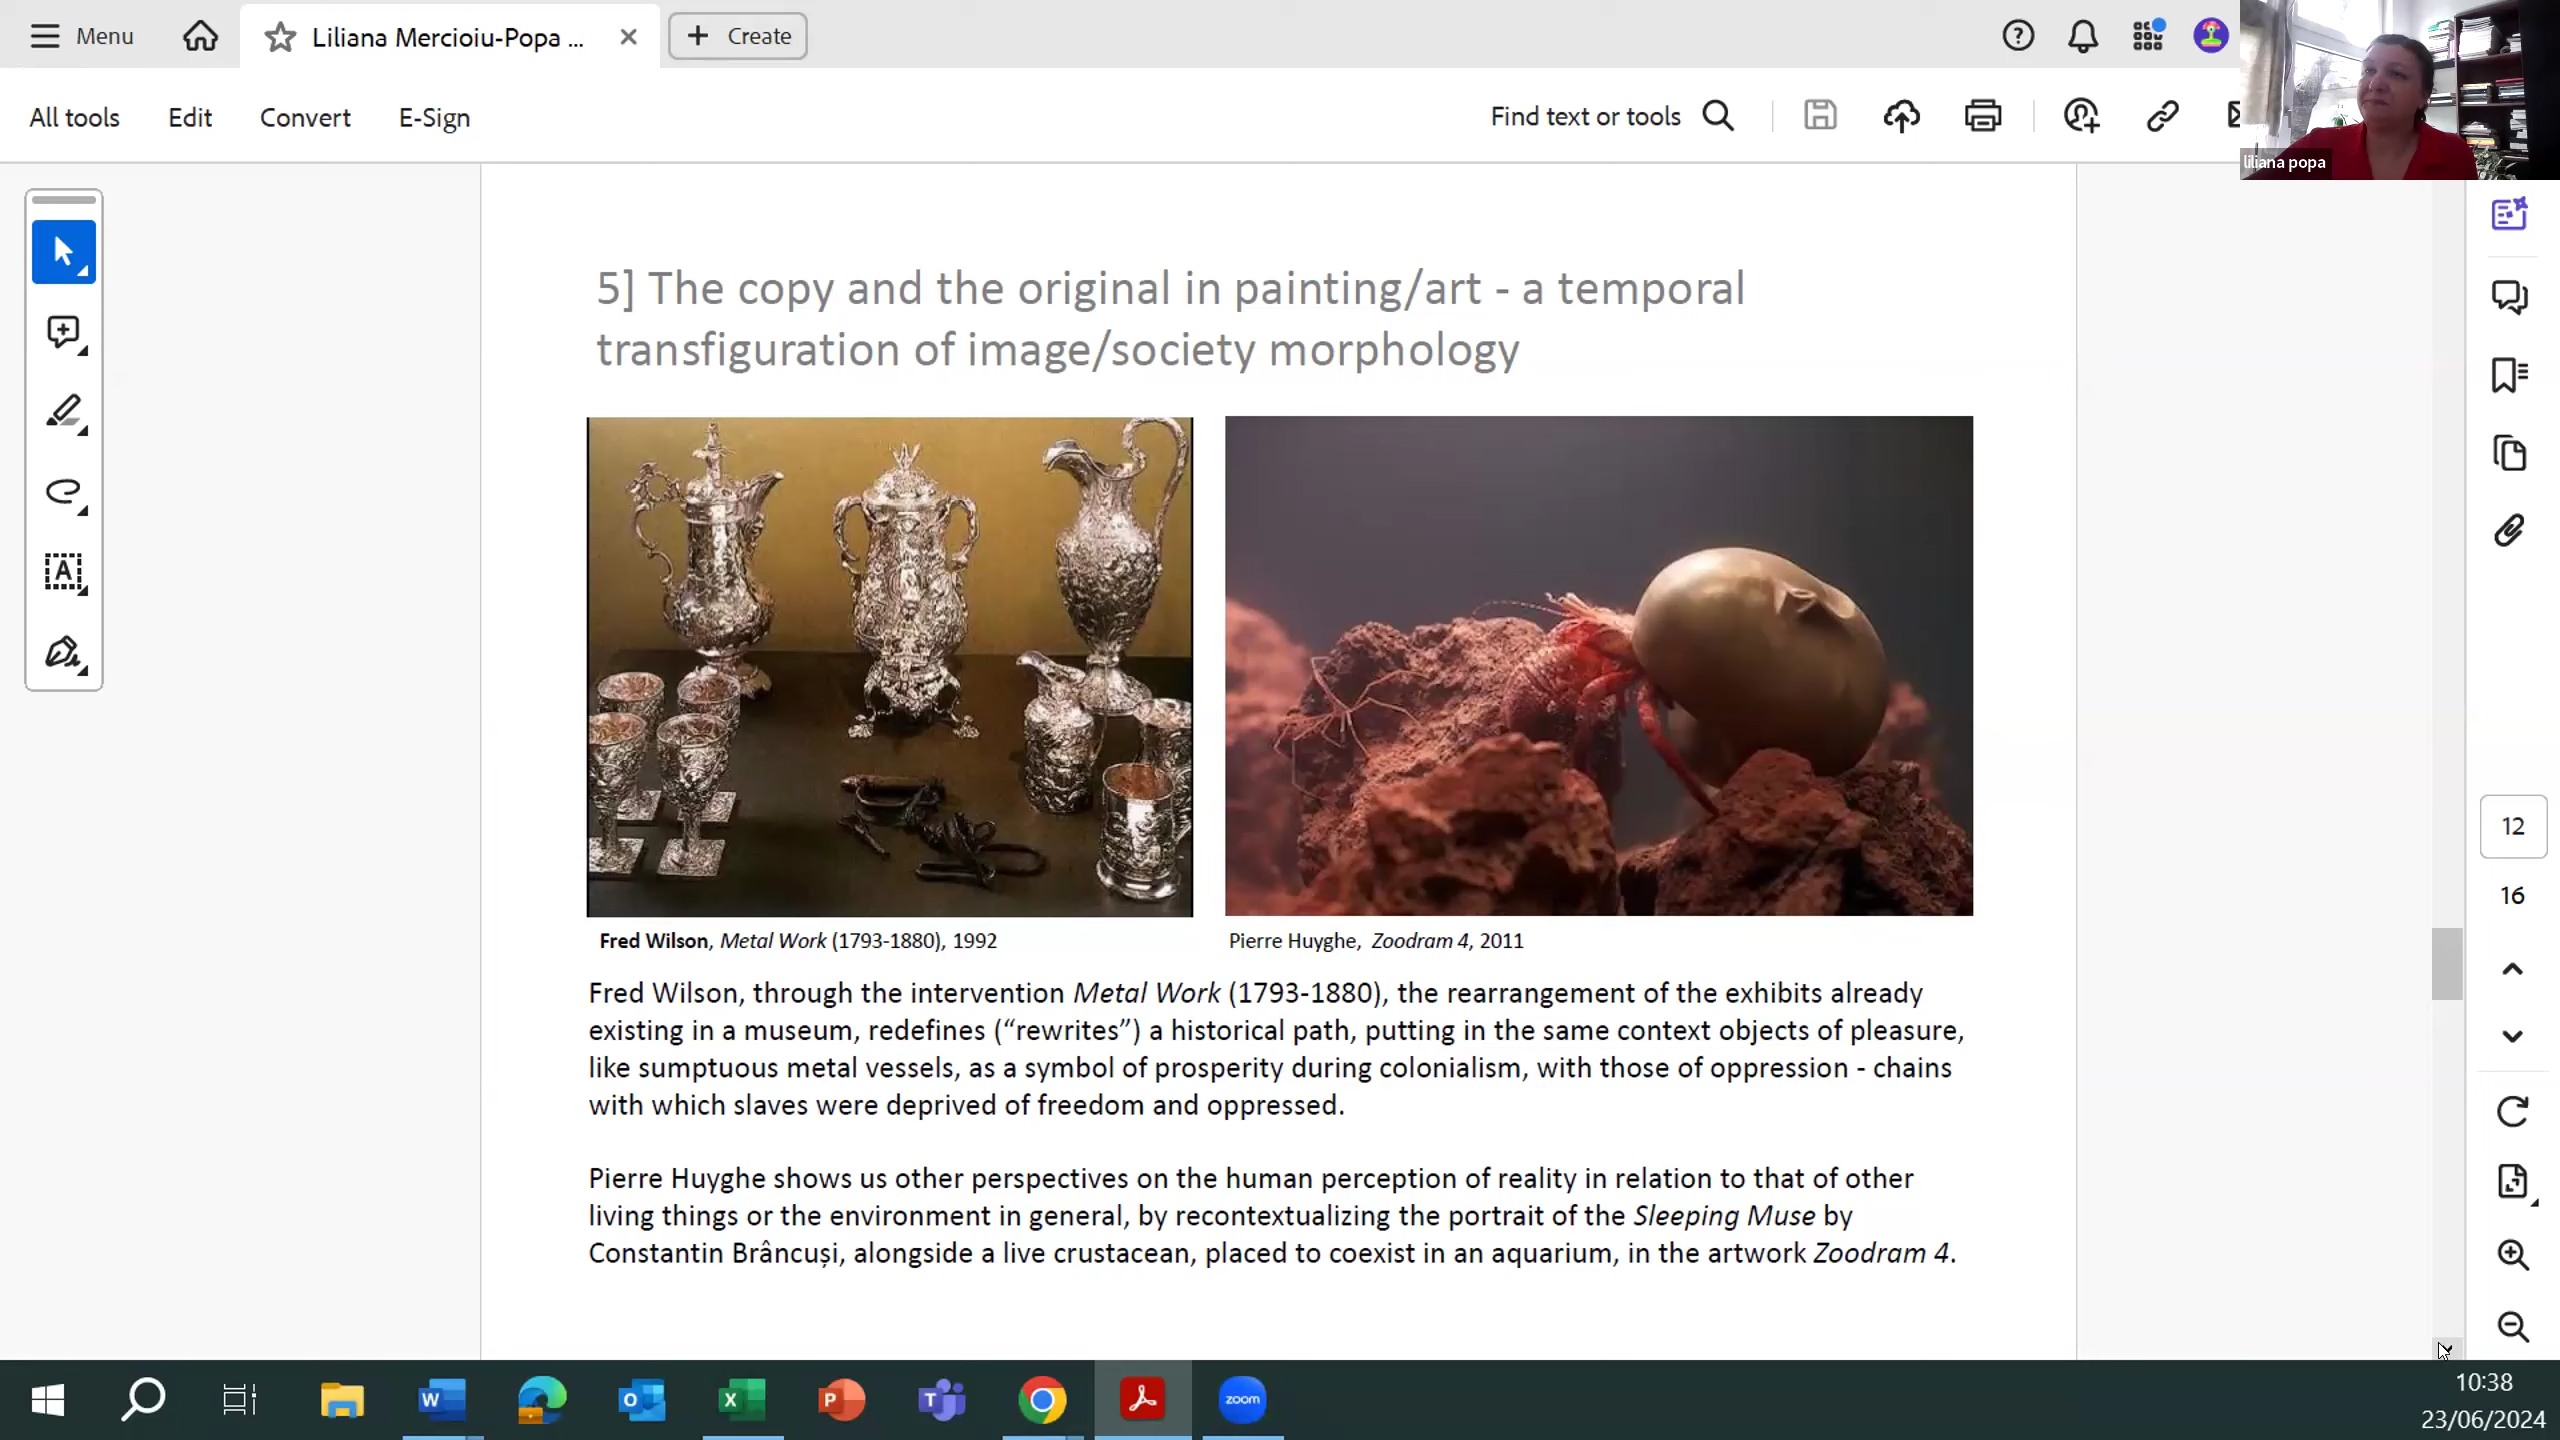 Menu
Liliana Mercioiu-Popa ...
Create
liliana popa
All tools
Edit
Convert
E-Sign
Find text or tools
5] The copy and the original in painting/art - a temporal
transfiguration of image/society morphology
Fred Wilson, Metal Work (1793-1880), 1992
Pierre Huyghe, Zoodram 4, 2011
Fred Wilson, through the intervention Metal Work (1793-1880), the rearrangement of the exhibits already
existing in a museum, redefines (“rewrites”) a historical path, putting in the same context objects of pleasure,
like sumptuous metal vessels, as a symbol of prosperity during colonialism, with those of oppression - chains
with which slaves were deprived of freedom and oppressed.
Pierre Huyghe shows us other perspectives on the human perception of reality in relation to that of other
living things or the environment in general, by recontextualizing the portrait of the Sleeping Muse by
Constantin Brâncuși, alongside a live crustacean, placed to coexist in an aquarium, in the artwork Zoodram 4.
12
16
zoom
10:38
23/06/2024